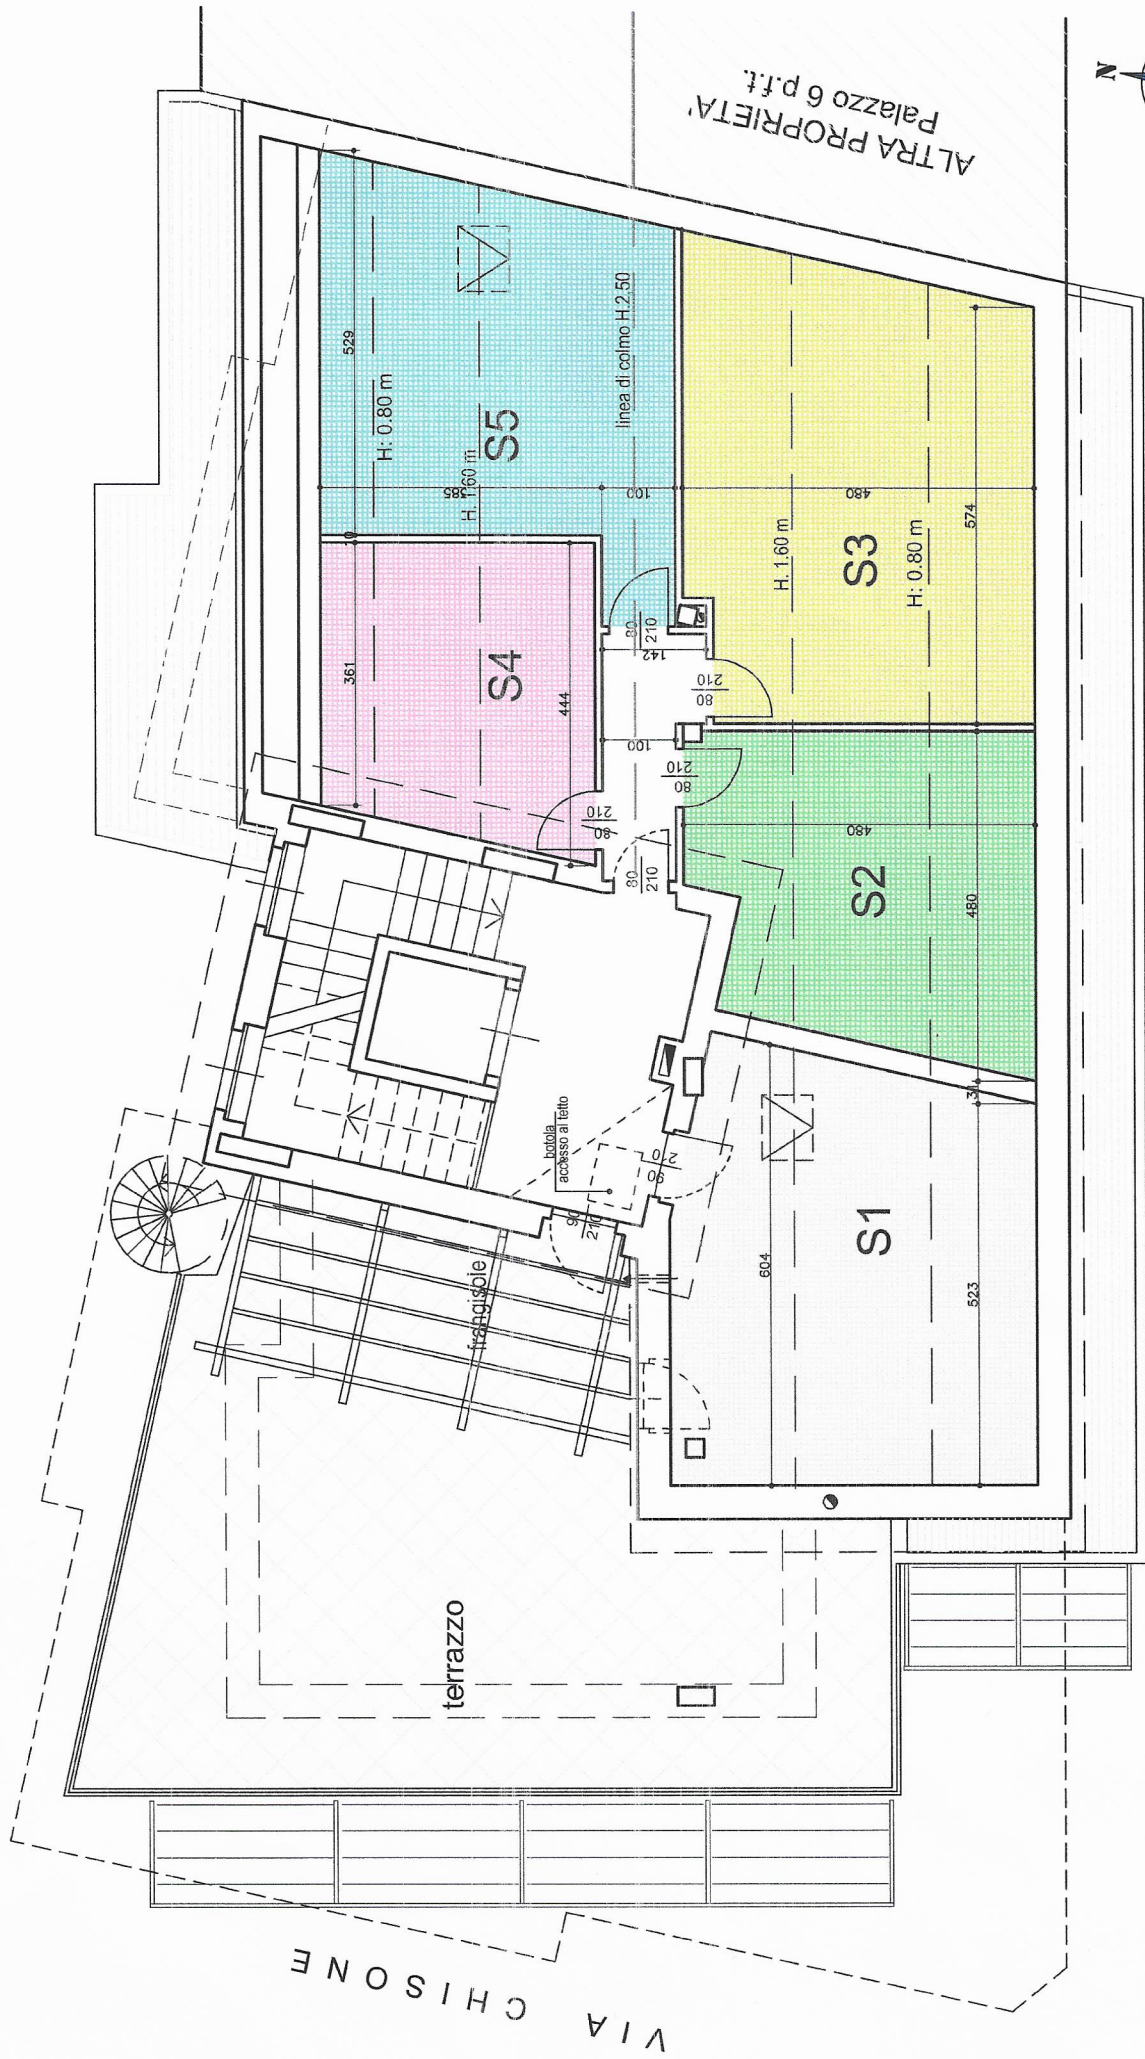 VIA CHISONE
terrazzo
frangisole
botola
accesso al tetto
90
210
90
210
S1
604
523
31
S2
480
480
80
210
S3
480
574
H. 1.60 m
H: 0.80 m
80
210
S4
361
444
80
210
10
S5
529
385
100
H: 0.80 m
H. 1.60 m
linea di colmo H.2,50
80
210
142
100
80
210
ALTRA PROPRIETA'
Palazzo 6 p.f.t.
N